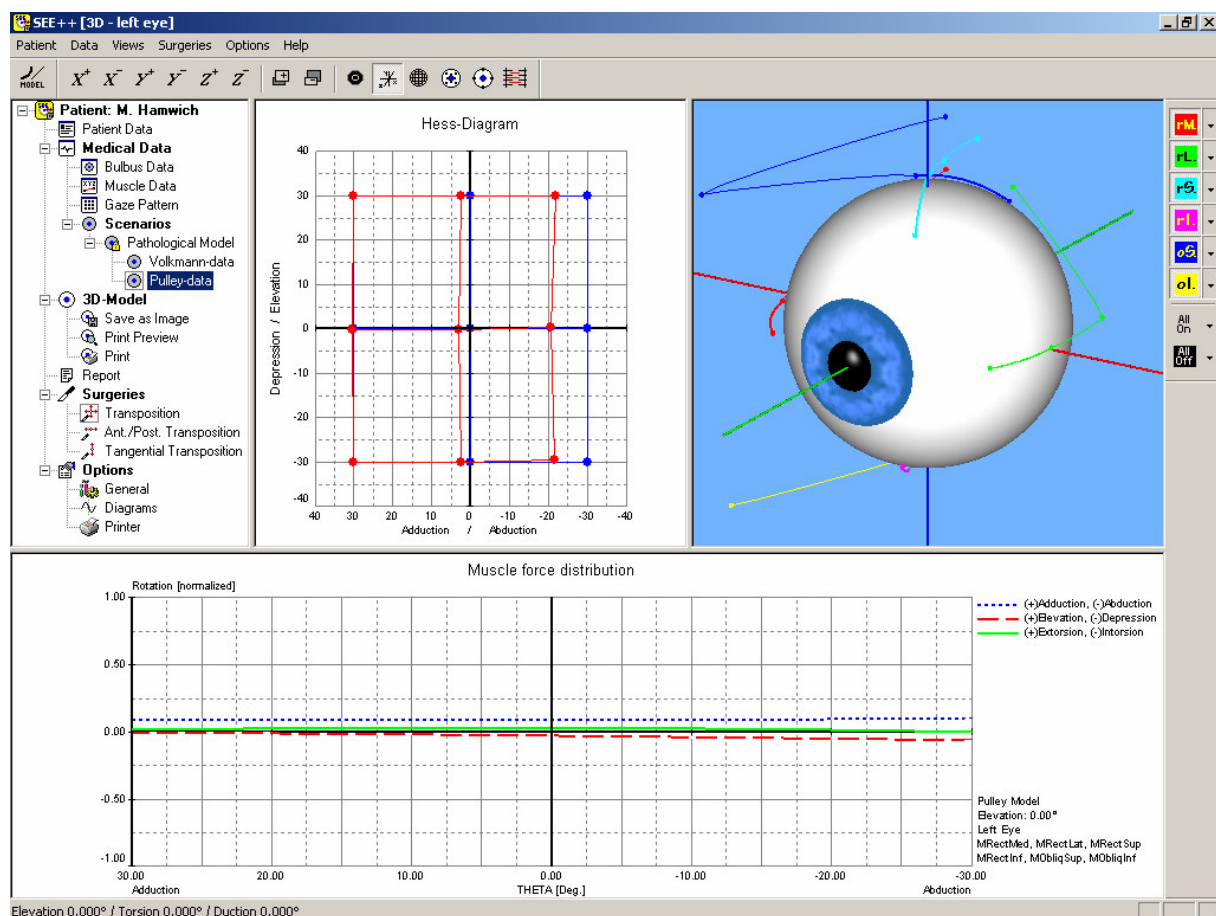 SEE++ [3D - left eye]
Patient Data Views Surgeries Options Help
MODEL X+ X- Y+ Y- Z+ Z-
Patient: M. Hamwich
Patient Data
Medical Data
Bulbus Data
Muscle Data
Gaze Pattern
Scenarios
Pathological Model
Volkmann-data
Pulley-data
3D-Model
Save as Image
Print Preview
Print
Report
Surgeries
Transposition
Ant./Post. Transposition
Tangential Transposition
Options
General
Diagrams
Printer
Hess-Diagram
Depression / Elevation
40
30
20
10
0
-10
-20
-30
-40
40 30 20 10 0 -10 -20 -30 -40
Adduction / Abduction
rM.
rL.
rS.
rI.
oS.
oI.
All
On
All
Off
Muscle force distribution
Rotation [normalized]
1.00
0.50
0.00
-0.50
-1.00
30.00 20.00 10.00 0.00 -10.00 -20.00 -30.00
Adduction THETA [Deg.] Abduction
(+)Adduction, (-)Abduction
(+)Elevation, (-)Depression
(+)Extorsion, (-)Intorsion
Pulley Model
Elevation: 0.00°
Left Eye
MRectMed, MRectLat, MRectSup
MRectInf, MObliqSup, MObliqInf
Elevation 0.000° / Torsion 0.000° / Duction 0.000°